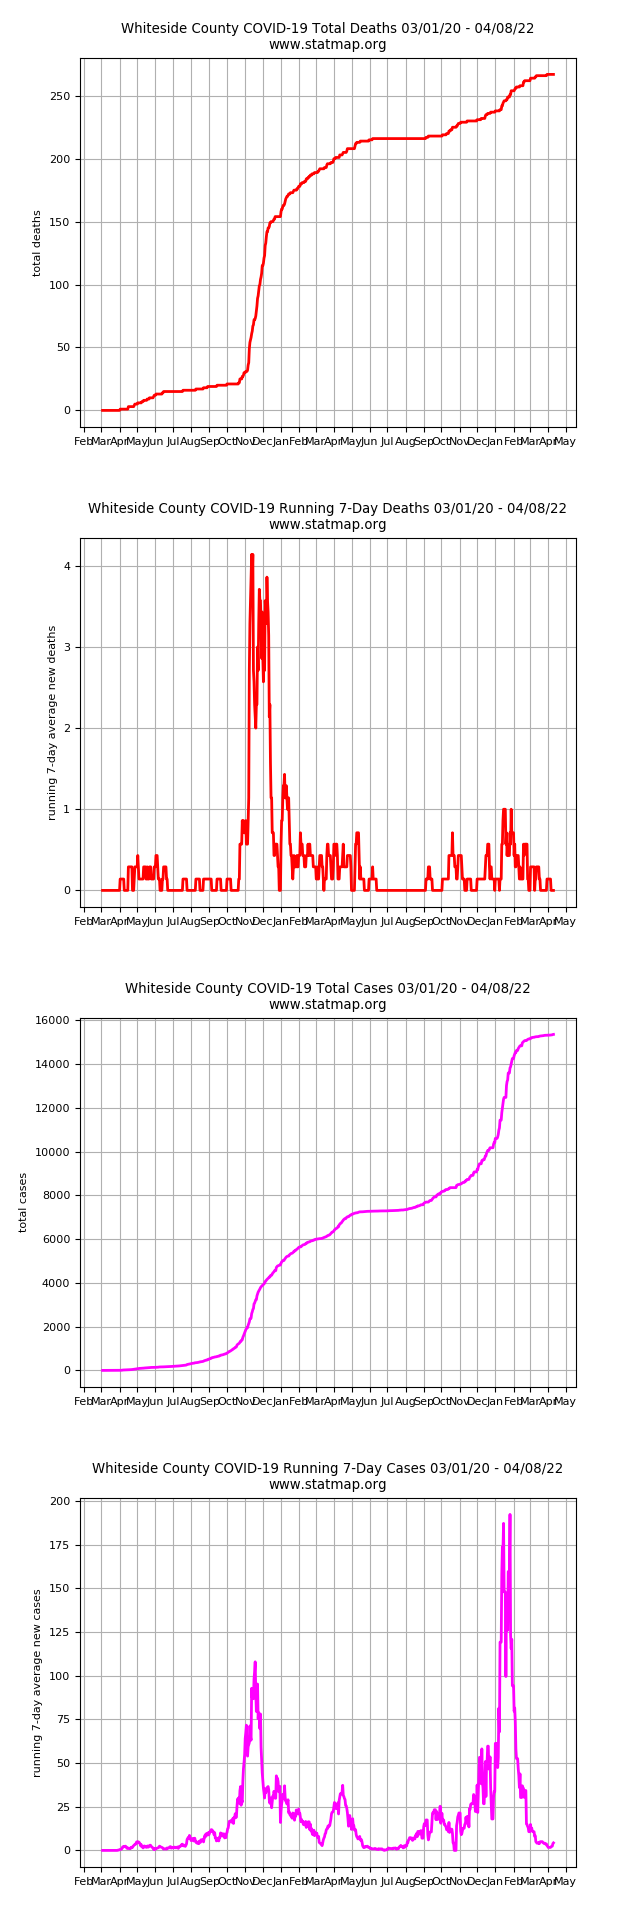 Whiteside County COVID-19 Total Deaths 03/01/20 - 04/08/22
www.statmap.org
250
200
150
100
50
0
total deaths
Feb Mar Apr May Jun Jul Aug Sep Oct Nov Dec Jan Feb Mar Apr May Jun Jul Aug Sep Oct Nov Dec Jan Feb Mar Apr May
Whiteside County COVID-19 Running 7-Day Deaths 03/01/20 - 04/08/22
www.statmap.org
4
3
2
1
0
running 7-day average new deaths
Feb Mar Apr May Jun Jul Aug Sep Oct Nov Dec Jan Feb Mar Apr May Jun Jul Aug Sep Oct Nov Dec Jan Feb Mar Apr May
Whiteside County COVID-19 Total Cases 03/01/20 - 04/08/22
www.statmap.org
16000
14000
12000
10000
8000
6000
4000
2000
0
total cases
Feb Mar Apr May Jun Jul Aug Sep Oct Nov Dec Jan Feb Mar Apr May Jun Jul Aug Sep Oct Nov Dec Jan Feb Mar Apr May
Whiteside County COVID-19 Running 7-Day Cases 03/01/20 - 04/08/22
www.statmap.org
200
175
150
125
100
75
50
25
0
running 7-day average new cases
Feb Mar Apr May Jun Jul Aug Sep Oct Nov Dec Jan Feb Mar Apr May Jun Jul Aug Sep Oct Nov Dec Jan Feb Mar Apr May